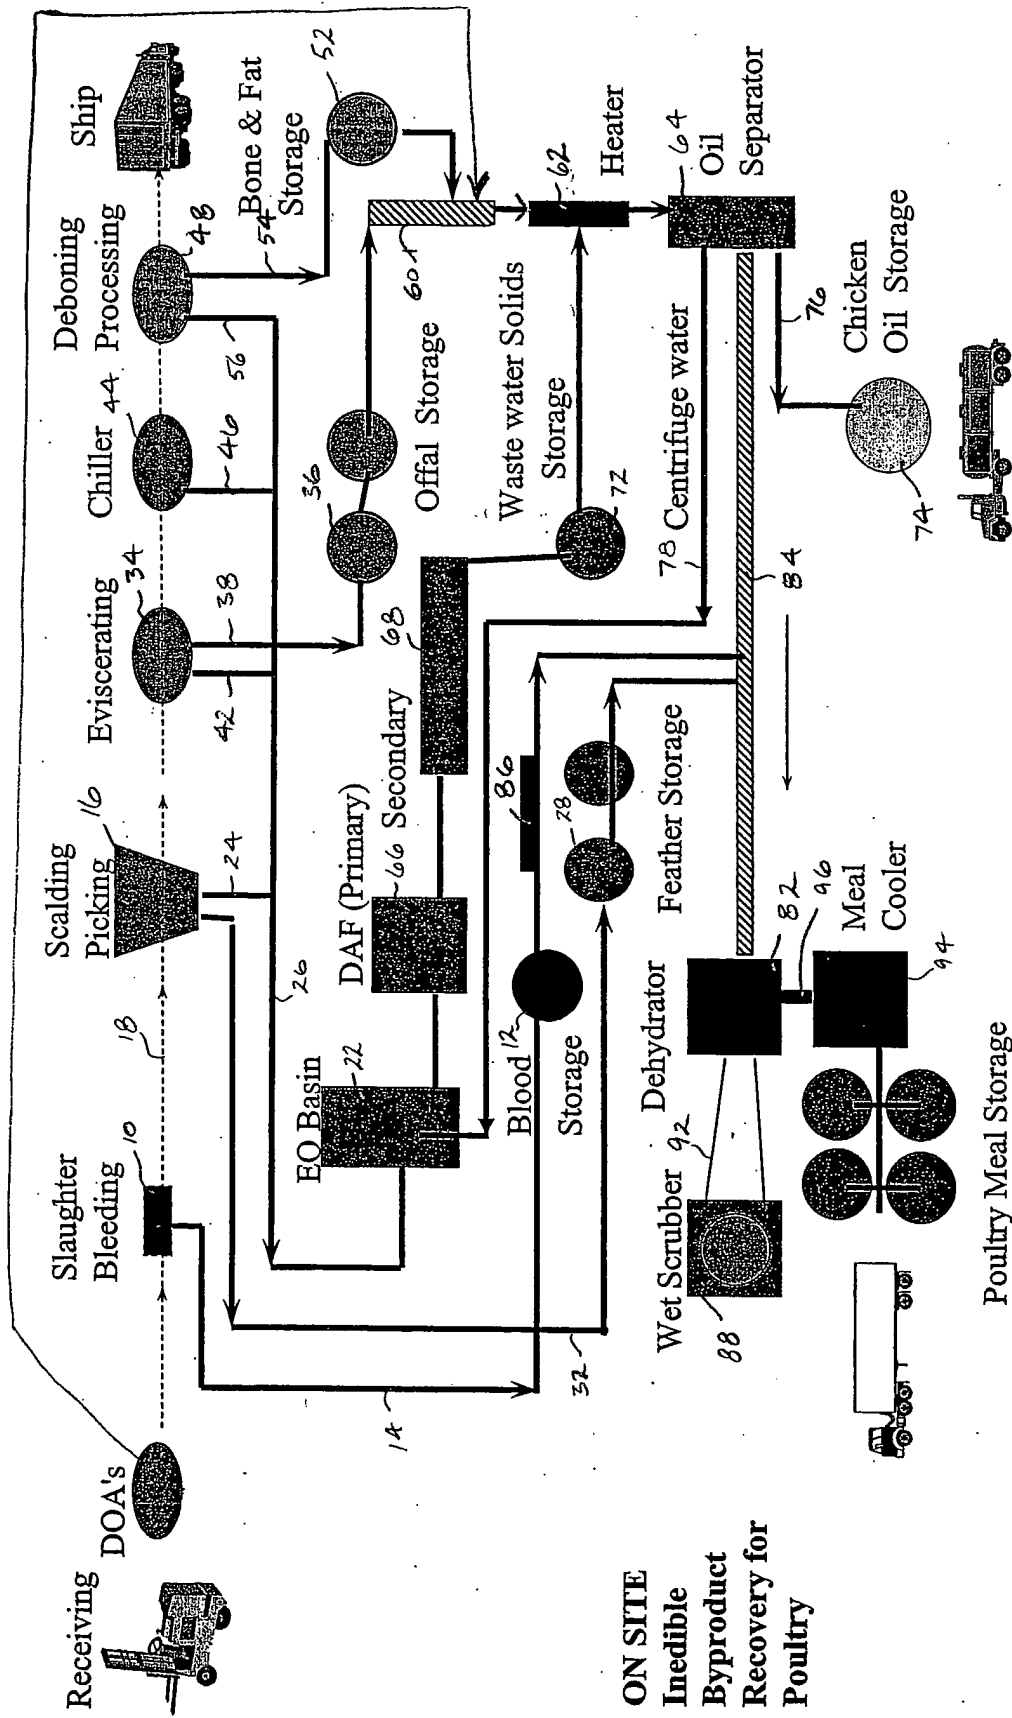 Receiving
DOA's
Slaughter
Bleeding
10
18
Scalding
Picking
16
24
Eviscerating
34
42
38
Chiller 44
46
Deboning
Processing
48
56
54
Ship
Bone & Fat
Storage
52
26
14
32
EO Basin
22
DAF (Primary)
66 Secondary
68
36
Offal Storage
60
Waste water Solids
Storage
72
62
Heater
64
Oil
Separator
78 Centrifuge water
76
Chicken
Oil Storage
74
Blood 12
Storage
86
28
Feather Storage
84
Dehydrator
82
96
Meal
Cooler
94
Wet Scrubber 92
88
Poultry Meal Storage
ON SITE
Inedible
Byproduct
Recovery for
Poultry